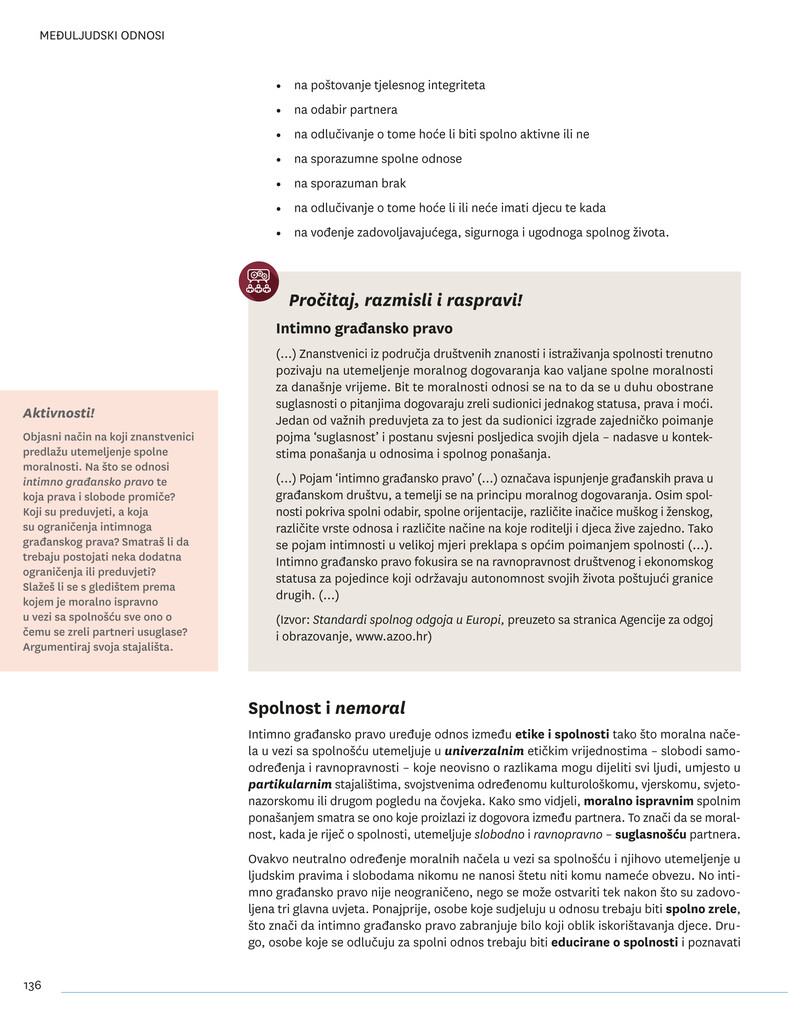 MEĐULJUDSKI ODNOSI
• na poštovanje tjelesnog integriteta
• na odabir partnera
• na odlučivanje o tome hoće li biti spolno aktivne ili ne
• na sporazumne spolne odnose
• na sporazuman brak
• na odlučivanje o tome hoće li ili neće imati djecu te kada
• na vođenje zadovoljavajućega, sigurnoga i ugodnoga spolnog života.
Pročitaj, razmisli i raspravi!
Intimno građansko pravo
(...) Znanstvenici iz područja društvenih znanosti i istraživanja spolnosti trenutno
pozivaju na utemeljenje moralnog dogovaranja kao valjane spolne moralnosti
za današnje vrijeme. Bit te moralnosti odnosi se na to da se u duhu obostrane
suglasnosti o pitanjima dogovaraju zreli sudionici jednakog statusa, prava i moći.
Jedan od važnih preduvjeta za to jest da sudionici izgrade zajedničko poimanje
pojma ‘suglasnost’ i postanu svjesni posljedica svojih djela – nadasve u kontek-
stima ponašanja u odnosima i spolnog ponašanja.
(...) Pojam ‘intimno građansko pravo’ (...) označava ispunjenje građanskih prava u
građanskom društvu, a temelji se na principu moralnog dogovaranja. Osim spol-
nosti pokriva spolni odabir, spolne orijentacije, različite inačice muškog i ženskog,
različite vrste odnosa i različite načine na koje roditelji i djeca žive zajedno. Tako
se pojam intimnosti u velikoj mjeri preklapa s općim poimanjem spolnosti (...).
Intimno građansko pravo fokusira se na ravnopravnost društvenog i ekonomskog
statusa za pojedince koji održavaju autonomnost svojih života poštujući granice
drugih. (...)
(Izvor: Standardi spolnog odgoja u Europi, preuzeto sa stranica Agencije za odgoj
i obrazovanje, www.azoo.hr)
Aktivnosti!
Objasni način na koji znanstvenici
predlažu utemeljenje spolne
moralnosti. Na što se odnosi
intimno građansko pravo te
koja prava i slobode promiče?
Koji su preduvjeti, a koja
su ograničenja intimnoga
građanskog prava? Smatraš li da
trebaju postojati neka dodatna
ograničenja ili preduvjeti?
Slažeš li se s gledištem prema
kojem je moralno ispravno
u vezi sa spolnošću sve ono o
čemu se zreli partneri usuglase?
Argumentiraj svoja stajališta.
Spolnost i nemoral
Intimno građansko pravo uređuje odnos između etike i spolnosti tako što moralna nače-
la u vezi sa spolnošću utemeljuje u univerzalnim etičkim vrijednostima – slobodi samo-
određenja i ravnopravnosti – koje neovisno o razlikama mogu dijeliti svi ljudi, umjesto u
partikularnim stajalištima, svojstvenima određenomu kulturološkomu, vjerskomu, svjeto-
nazorskomu ili drugom pogledu na čovjeka. Kako smo vidjeli, moralno ispravnim spolnim
ponašanjem smatra se ono koje proizlazi iz dogovora između partnera. To znači da se moral-
nost, kada je riječ o spolnosti, utemeljuje slobodno i ravnopravno – suglasnošću partnera.
Ovakvo neutralno određenje moralnih načela u vezi sa spolnošću i njihovo utemeljenje u
ljudskim pravima i slobodama nikomu ne nanosi štetu niti komu nameće obvezu. No inti-
mno građansko pravo nije neograničeno, nego se može ostvariti tek nakon što su zadovo-
ljena tri glavna uvjeta. Ponajprije, osobe koje sudjeluju u odnosu trebaju biti spolno zrele,
što znači da intimno građansko pravo zabranjuje bilo koji oblik iskorištavanja djece. Dru-
go, osobe koje se odlučuju za spolni odnos trebaju biti educirane o spolnosti i poznavati
136